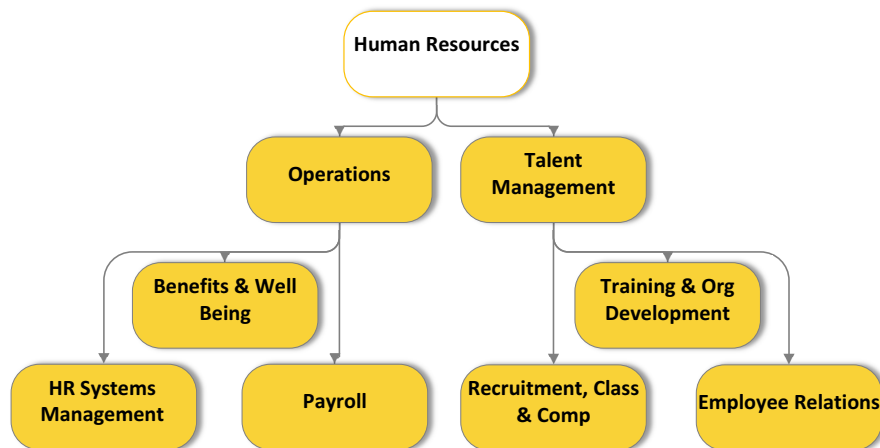 Human Resources
Operations
Talent
Management
Benefits & Well
Being
Training & Org
Development
HR Systems
Management
Payroll
Recruitment, Class
& Comp
Employee Relations